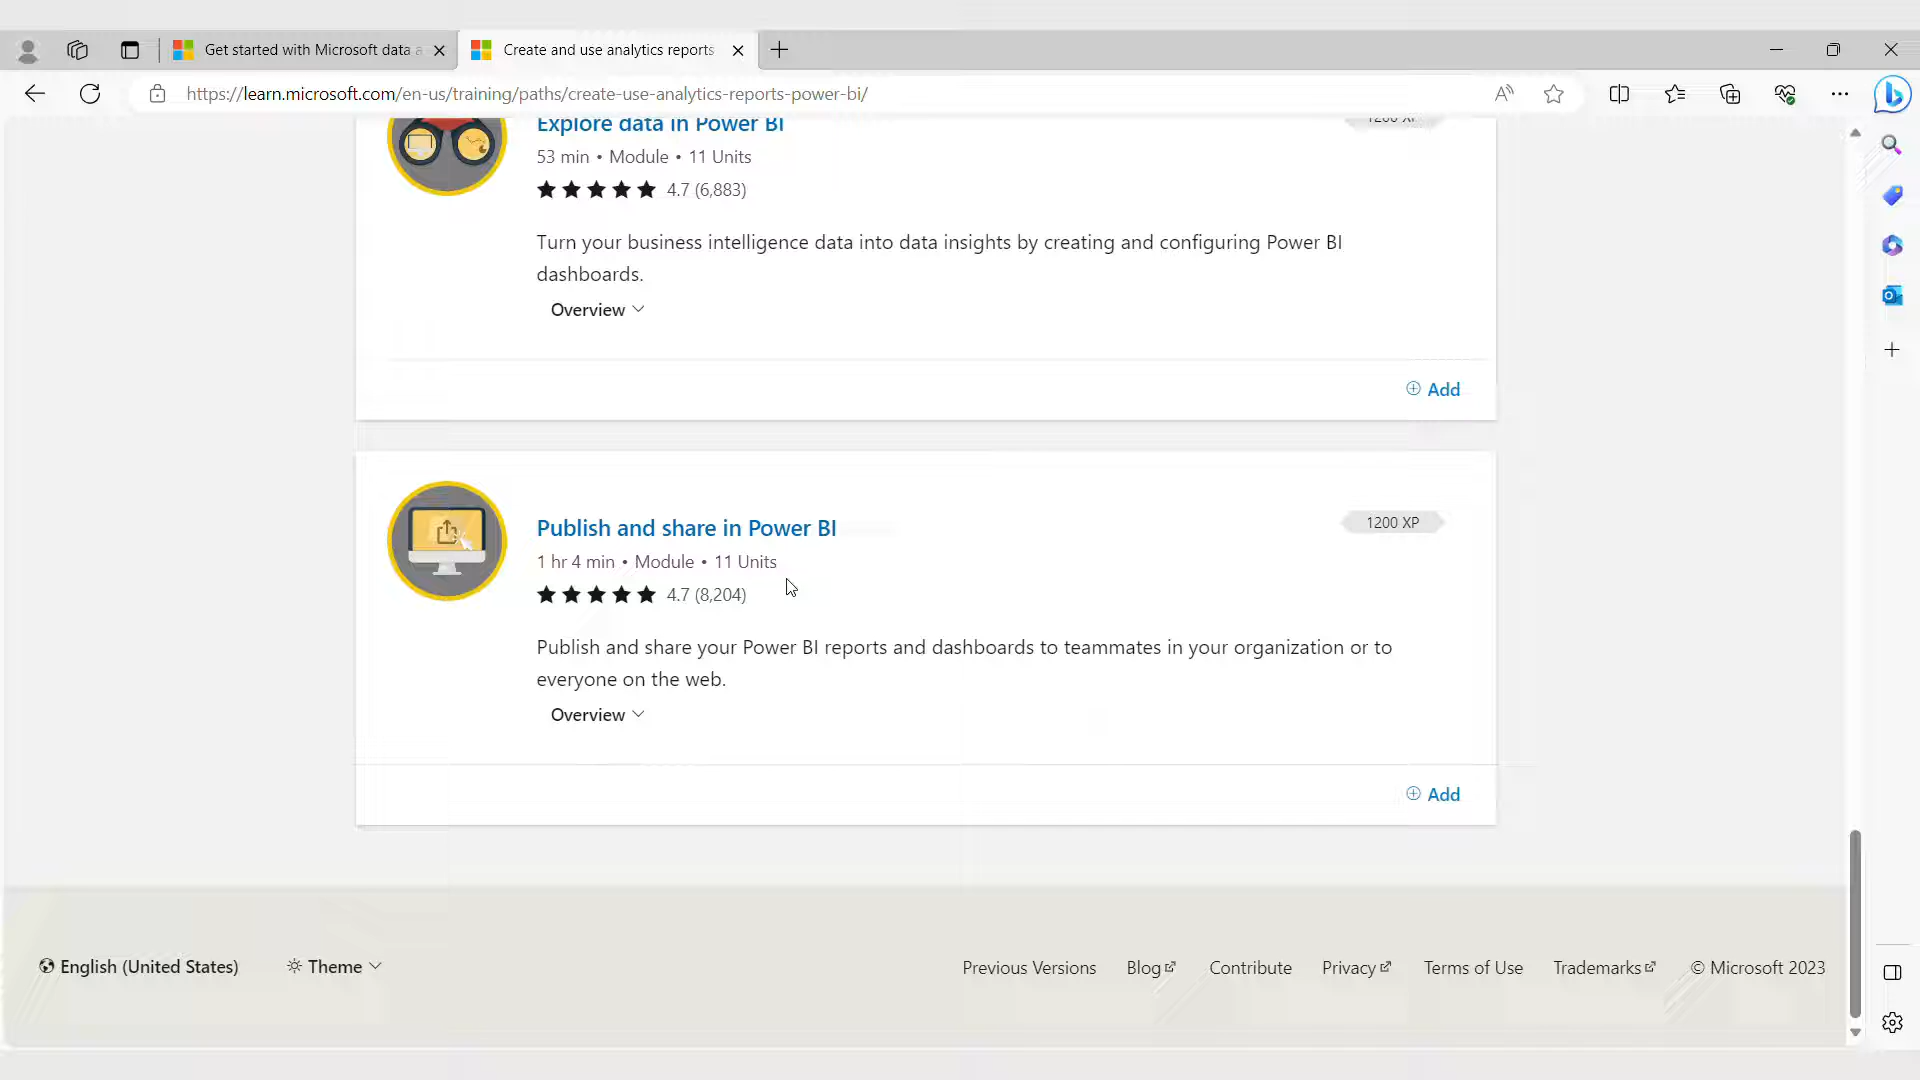 Get started with Microsoft data a
Create and use analytics reports
https://learn.microsoft.com/en-us/training/paths/create-use-analytics-reports-power-bi/
Explore data in Power BI
1200 XP
53 min • Module • 11 Units
4.7 (6,883)
Turn your business intelligence data into data insights by creating and configuring Power BI
dashboards.
Overview
Add
Publish and share in Power BI
1200 XP
1 hr 4 min • Module • 11 Units
4.7 (8,204)
Publish and share your Power BI reports and dashboards to teammates in your organization or to
everyone on the web.
Overview
Add
English (United States)
Theme
Previous Versions
Blog
Contribute
Privacy
Terms of Use
Trademarks
© Microsoft 2023